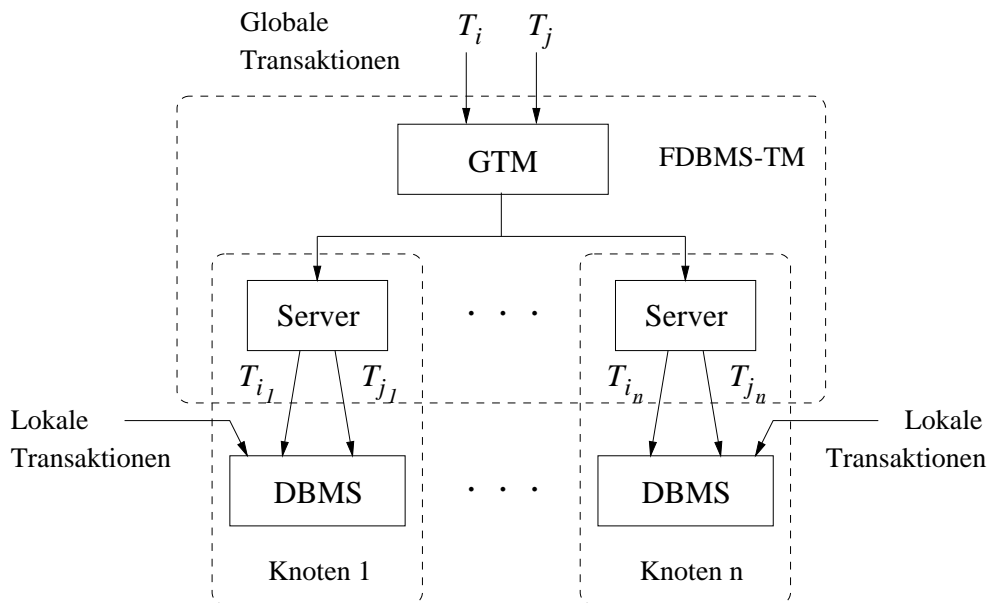 Globale
Transaktionen
T_i T_j
GTM
FDBMS-TM
Server
. . .
Server
T_{i_1} T_{j_1}
T_{i_n} T_{j_n}
Lokale
Transaktionen
Lokale
Transaktionen
DBMS
. . .
DBMS
Knoten 1
Knoten n